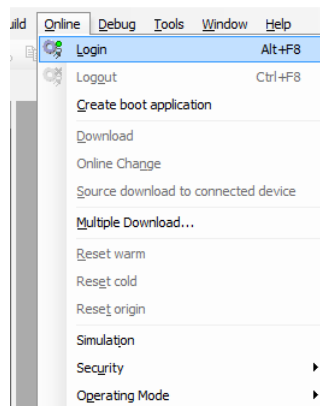 uild Online Debug Tools Window Help
Login Alt+F8
Logout Ctrl+F8
Create boot application
Download
Online Change
Source download to connected device
Multiple Download...
Reset warm
Reset cold
Reset origin
Simulation
Security
Operating Mode